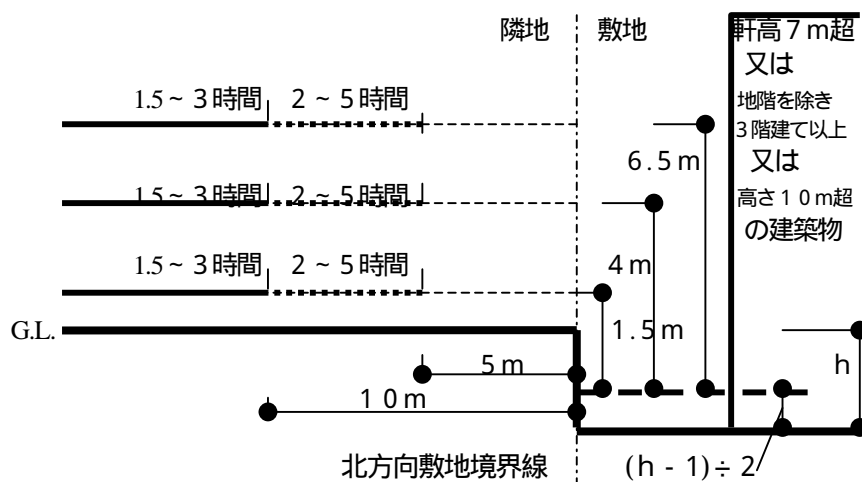 隣地
敷地
軒高７ｍ超
又は
地階を除き
３階建て以上
又は
高さ１０ｍ超
の建築物
1.5～３時間
２～５時間
6.5m
1.5～３時間
２～５時間
1.5～３時間
２～５時間
4m
G.L.
1.5m
h
5m
10m
北方向敷地境界線
(h-1)÷2